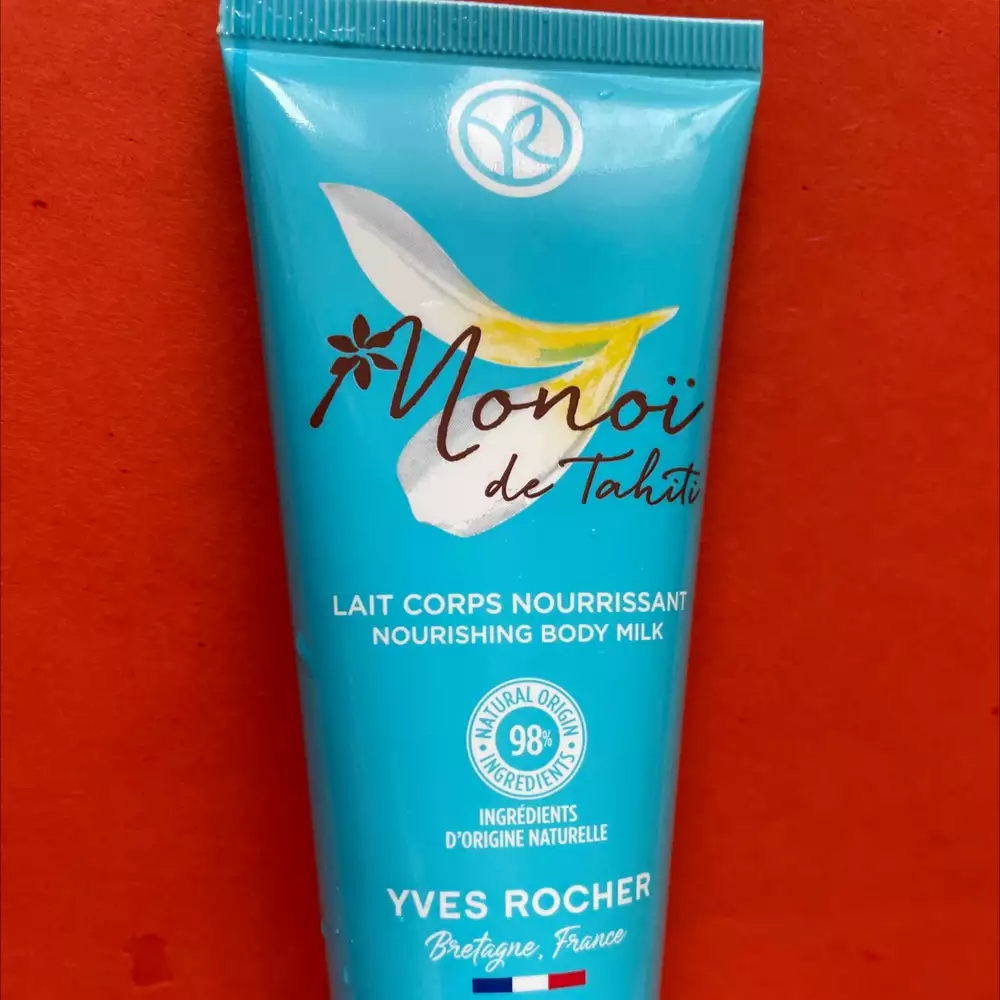 YR
Monoï
de Tahiti
LAIT CORPS NOURRISSANT
NOURISHING BODY MILK
NATURAL ORIGIN
98%
INGREDIENTS
INGRÉDIENTS
D'ORIGINE NATURELLE
YVES ROCHER
Bretagne, France